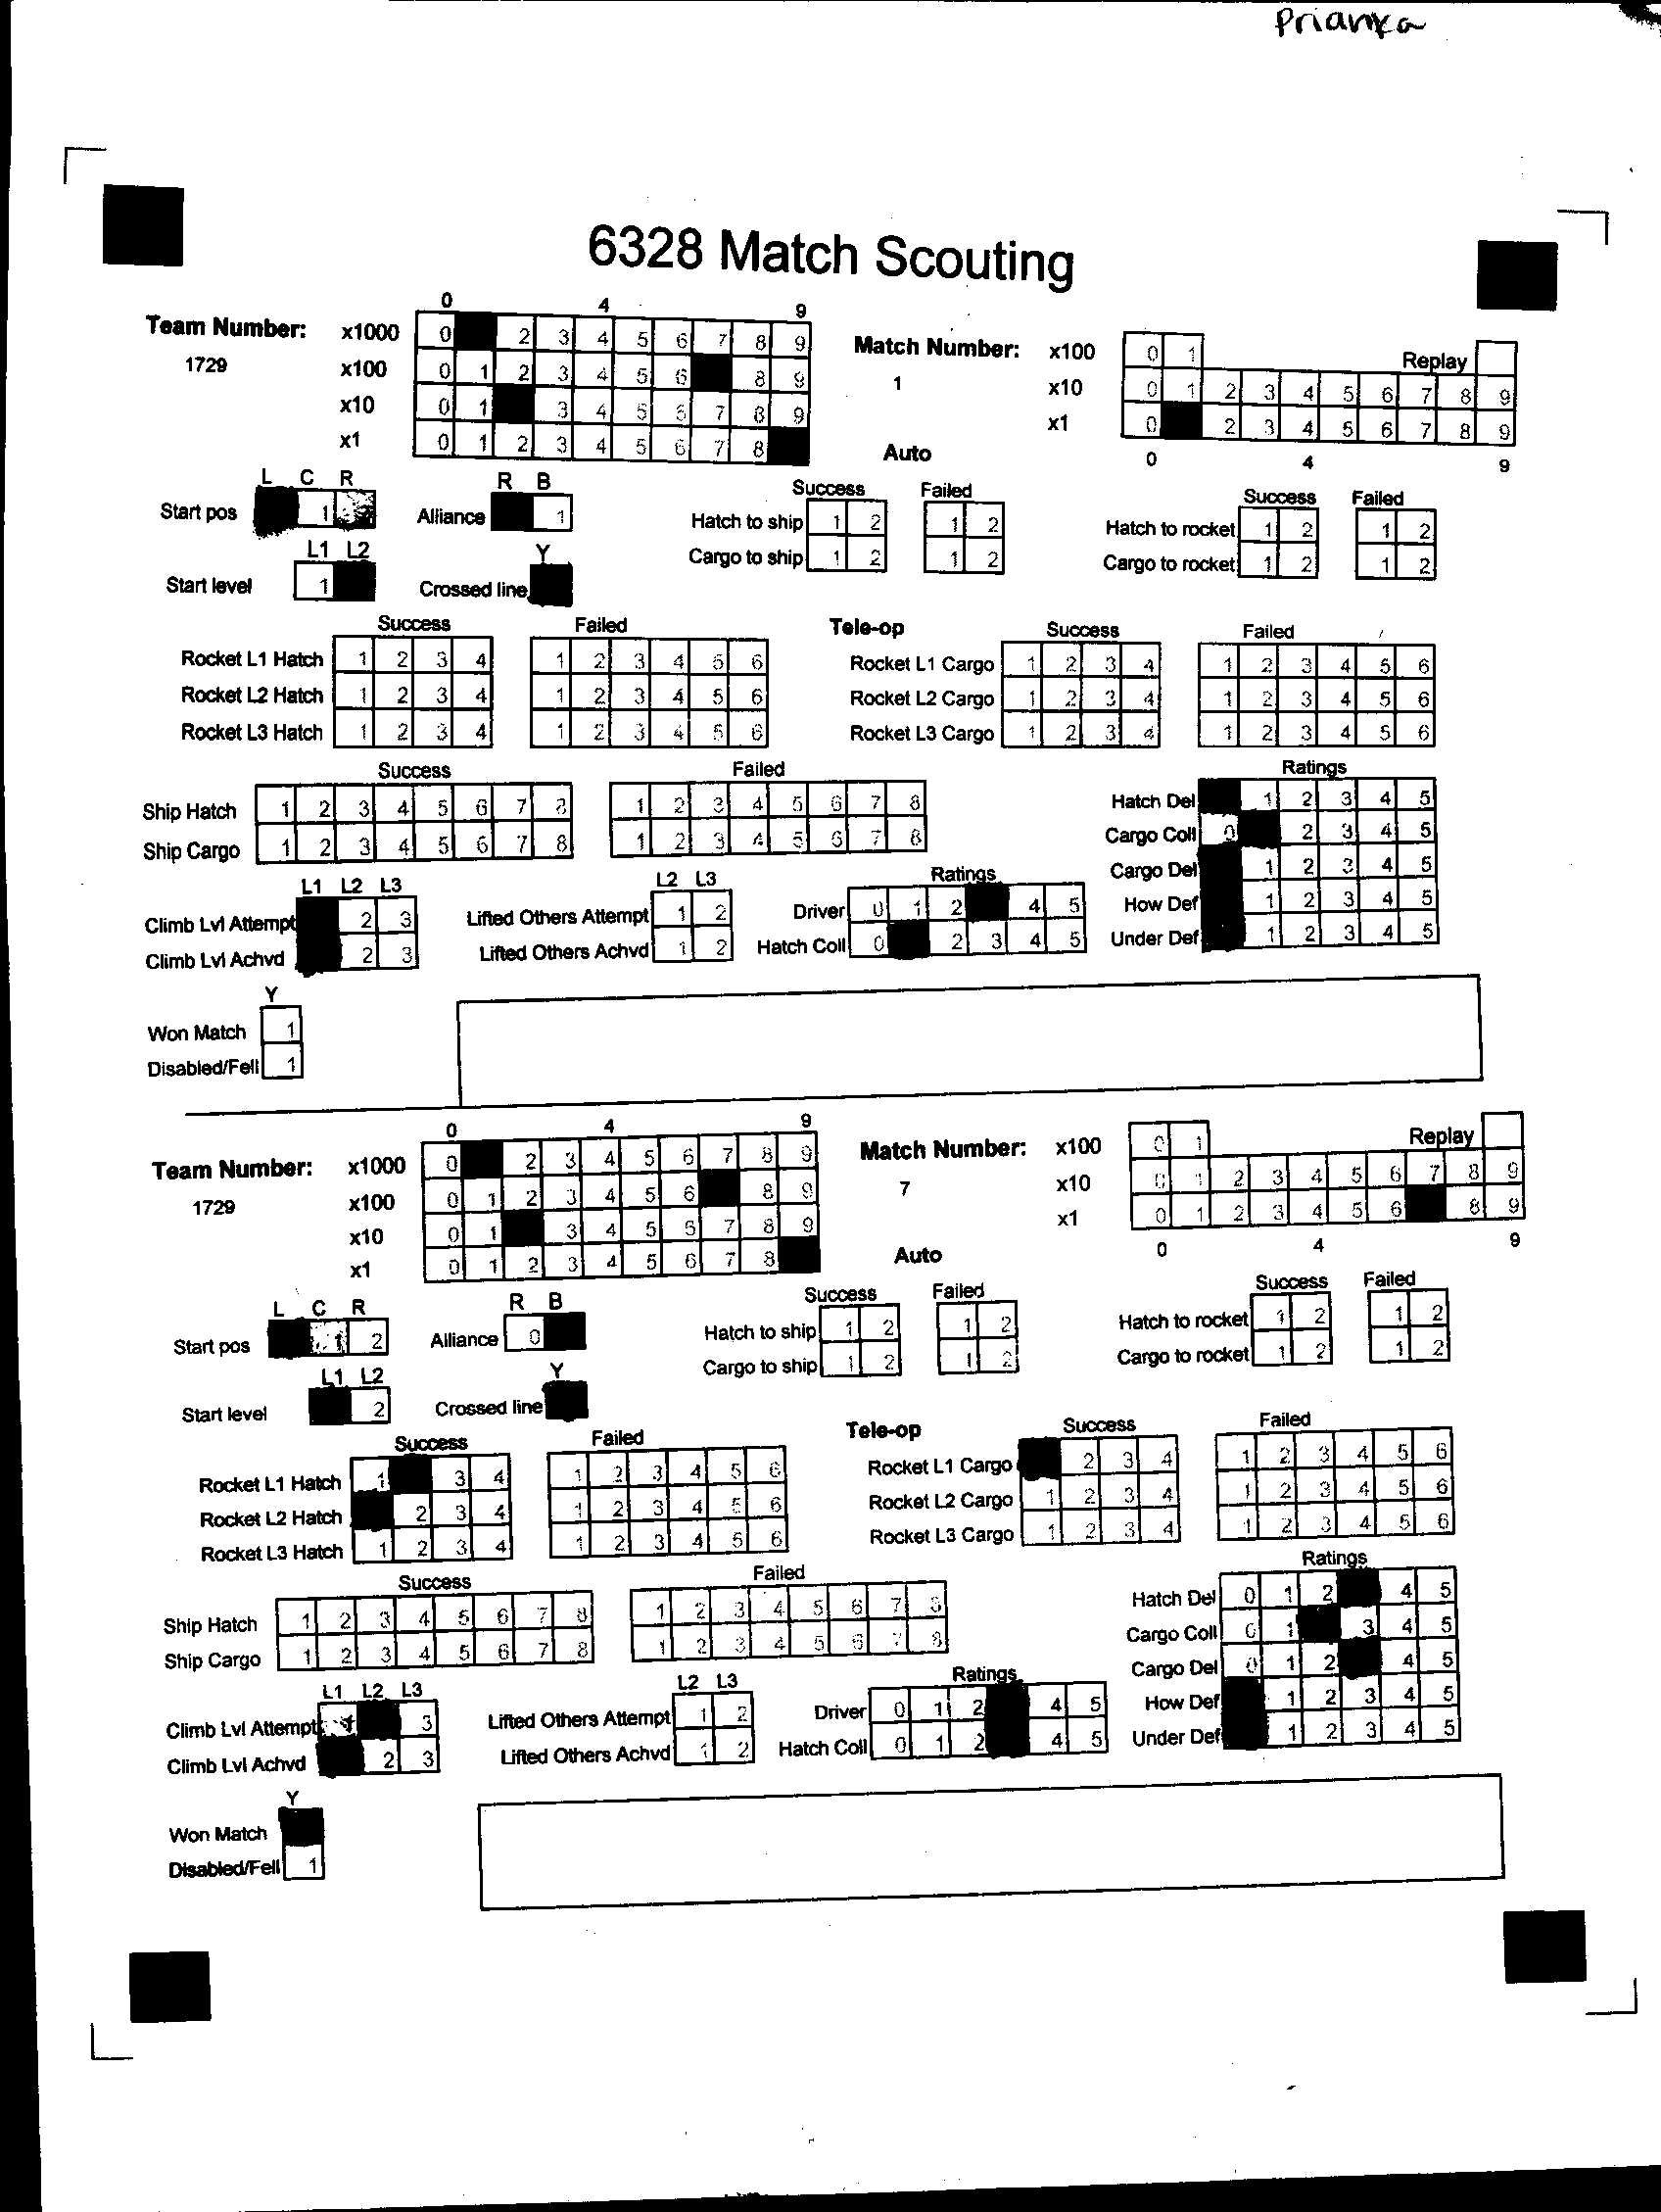 Prianka
6328 Match Scouting
0 4 9
Team Number: x1000 0 2 3 4 5 6 7 8 9
1729 x100 0 1 2 3 4 5 6 8 9
x10 0 1 3 4 5 6 7 8 9
x1 0 1 2 3 4 5 6 7 8
Match Number: x100 0 1 Replay
1 x10 0 1 2 3 4 5 6 7 8 9
x1 0 2 3 4 5 6 7 8 9
0 4 9
Auto
L C R
Start pos 1
R B
Alliance 1
L1 L2
Start level 1
Y
Crossed line
Success Failed
Hatch to ship 1 2 1 2
Cargo to ship 1 2 1 2
Success Failed
Hatch to rocket 1 2 1 2
Cargo to rocket 1 2 1 2
Success Failed
Rocket L1 Hatch 1 2 3 4 1 2 3 4 5 6
Rocket L2 Hatch 1 2 3 4 1 2 3 4 5 6
Rocket L3 Hatch 1 2 3 4 1 2 3 4 5 6
Tele-op
Success Failed
Rocket L1 Cargo 1 2 3 4 1 2 3 4 5 6
Rocket L2 Cargo 1 2 3 4 1 2 3 4 5 6
Rocket L3 Cargo 1 2 3 4 1 2 3 4 5 6
Success Failed
Ship Hatch 1 2 3 4 5 6 7 8 1 2 3 4 5 6 7 8
Ship Cargo 1 2 3 4 5 6 7 8 1 2 3 4 5 6 7 8
Ratings
Hatch Del 1 2 3 4 5
Cargo Coll 0 2 3 4 5
Cargo Del 1 2 3 4 5
How Def 1 2 3 4 5
Under Def 1 2 3 4 5
L1 L2 L3
Climb Lvl Attempt 2 3
Climb Lvl Achvd 2 3
L2 L3
Lifted Others Attempt 1 2
Lifted Others Achvd 1 2
Ratings
Driver 0 1 2 4 5
Hatch Coll 0 2 3 4 5
Y
Won Match 1
Disabled/Fell 1
0 4 9
Team Number: x1000 0 2 3 4 5 6 7 8 9
1729 x100 0 1 2 3 4 5 6 8 9
x10 0 1 3 4 5 6 7 8 9
x1 0 1 2 3 4 5 6 7 8
Match Number: x100 0 1 Replay
7 x10 0 1 2 3 4 5 6 7 8 9
x1 0 1 2 3 4 5 6 8 9
0 4 9
Auto
L C R
Start pos 1 2
R B
Alliance 0
L1 L2
Start level 2
Y
Crossed line
Success Failed
Hatch to ship 1 2 1 2
Cargo to ship 1 2 1 2
Success Failed
Hatch to rocket 1 2 1 2
Cargo to rocket 1 2 1 2
Success Failed
Rocket L1 Hatch 1 3 4 1 2 3 4 5 6
Rocket L2 Hatch 2 3 4 1 2 3 4 5 6
Rocket L3 Hatch 1 2 3 4 1 2 3 4 5 6
Tele-op
Success Failed
Rocket L1 Cargo 2 3 4 1 2 3 4 5 6
Rocket L2 Cargo 1 2 3 4 1 2 3 4 5 6
Rocket L3 Cargo 1 2 3 4 1 2 3 4 5 6
Success Failed
Ship Hatch 1 2 3 4 5 6 7 8 1 2 3 4 5 6 7 8
Ship Cargo 1 2 3 4 5 6 7 8 1 2 3 4 5 6 7 8
Ratings
Hatch Del 0 1 2 4 5
Cargo Coll 0 1 3 4 5
Cargo Del 0 1 2 4 5
How Def 1 2 3 4 5
Under Def 1 2 3 4 5
L1 L2 L3
Climb Lvl Attempt 1 3
Climb Lvl Achvd 2 3
L2 L3
Lifted Others Attempt 1 2
Lifted Others Achvd 1 2
Ratings
Driver 0 1 2 4 5
Hatch Coll 0 1 2 4 5
Y
Won Match
Disabled/Fell 1